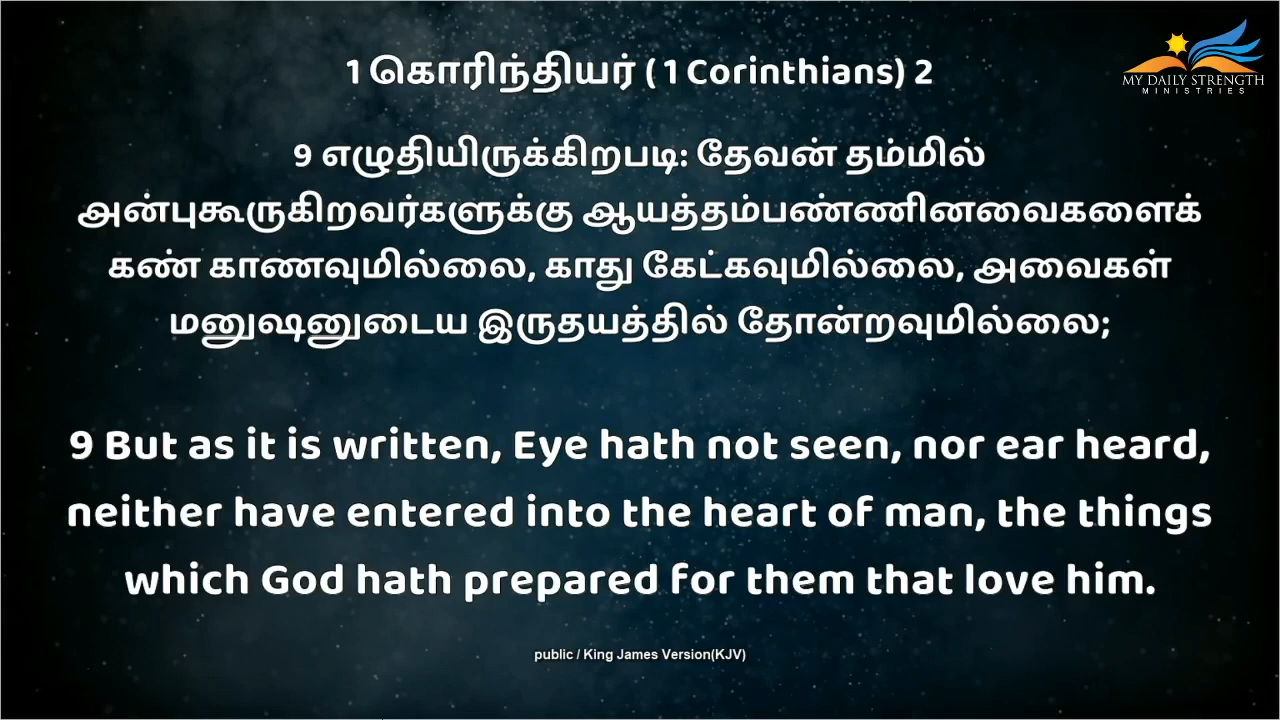 MY DAILY STRENGTH
MINISTRIES
1 கொரிந்தியர் ( 1 Corinthians) 2
9 எழுதியிருக்கிறபடி: தேவன் தம்மில்
அன்புகூருகிறவர்களுக்கு ஆயத்தம்பண்ணினவைகளைக்
கண் காணவுமில்லை, காது கேட்கவுமில்லை, அவைகள்
மனுஷனுடைய இருதயத்தில் தோன்றவுமில்லை;
9 But as it is written, Eye hath not seen, nor ear heard,
neither have entered into the heart of man, the things
which God hath prepared for them that love him.
public / King James Version(KJV)